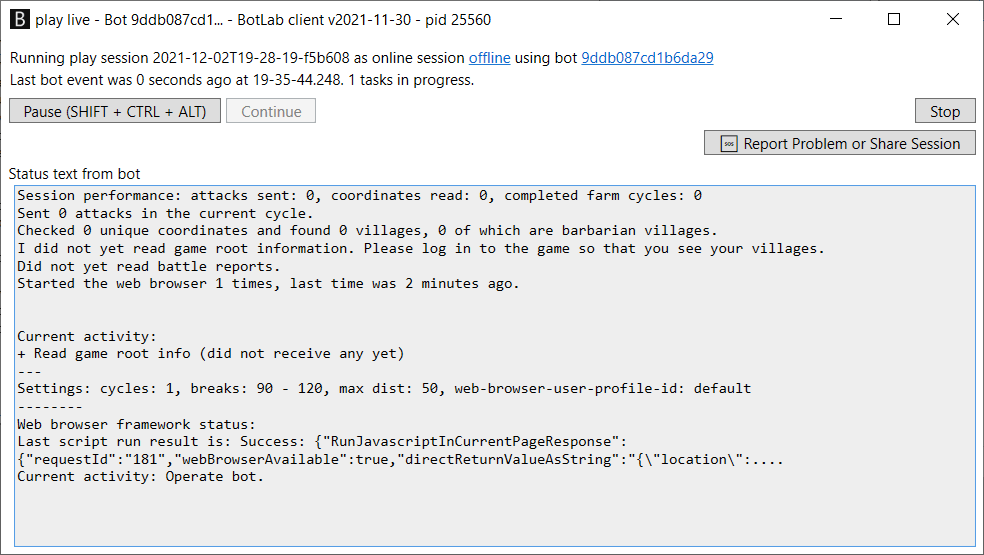 B play live - Bot 9ddb087cd1... - BotLab client v2021-11-30 - pid 25560
Running play session 2021-12-02T19-28-19-f5b608 as online session offline using bot 9ddb087cd1b6da29
Last bot event was 0 seconds ago at 19-35-44.248. 1 tasks in progress.
Pause (SHIFT + CTRL + ALT) Continue Stop
SOS Report Problem or Share Session
Status text from bot
Session performance: attacks sent: 0, coordinates read: 0, completed farm cycles: 0
Sent 0 attacks in the current cycle.
Checked 0 unique coordinates and found 0 villages, 0 of which are barbarian villages.
I did not yet read game root information. Please log in to the game so that you see your villages.
Did not yet read battle reports.
Started the web browser 1 times, last time was 2 minutes ago.
Current activity:
+ Read game root info (did not receive any yet)
---
Settings: cycles: 1, breaks: 90 - 120, max dist: 50, web-browser-user-profile-id: default
--------
Web browser framework status:
Last script run result is: Success: {"RunJavascriptInCurrentPageResponse":
{"requestId":"181","webBrowserAvailable":true,"directReturnValueAsString":"{\"location\":....
Current activity: Operate bot.